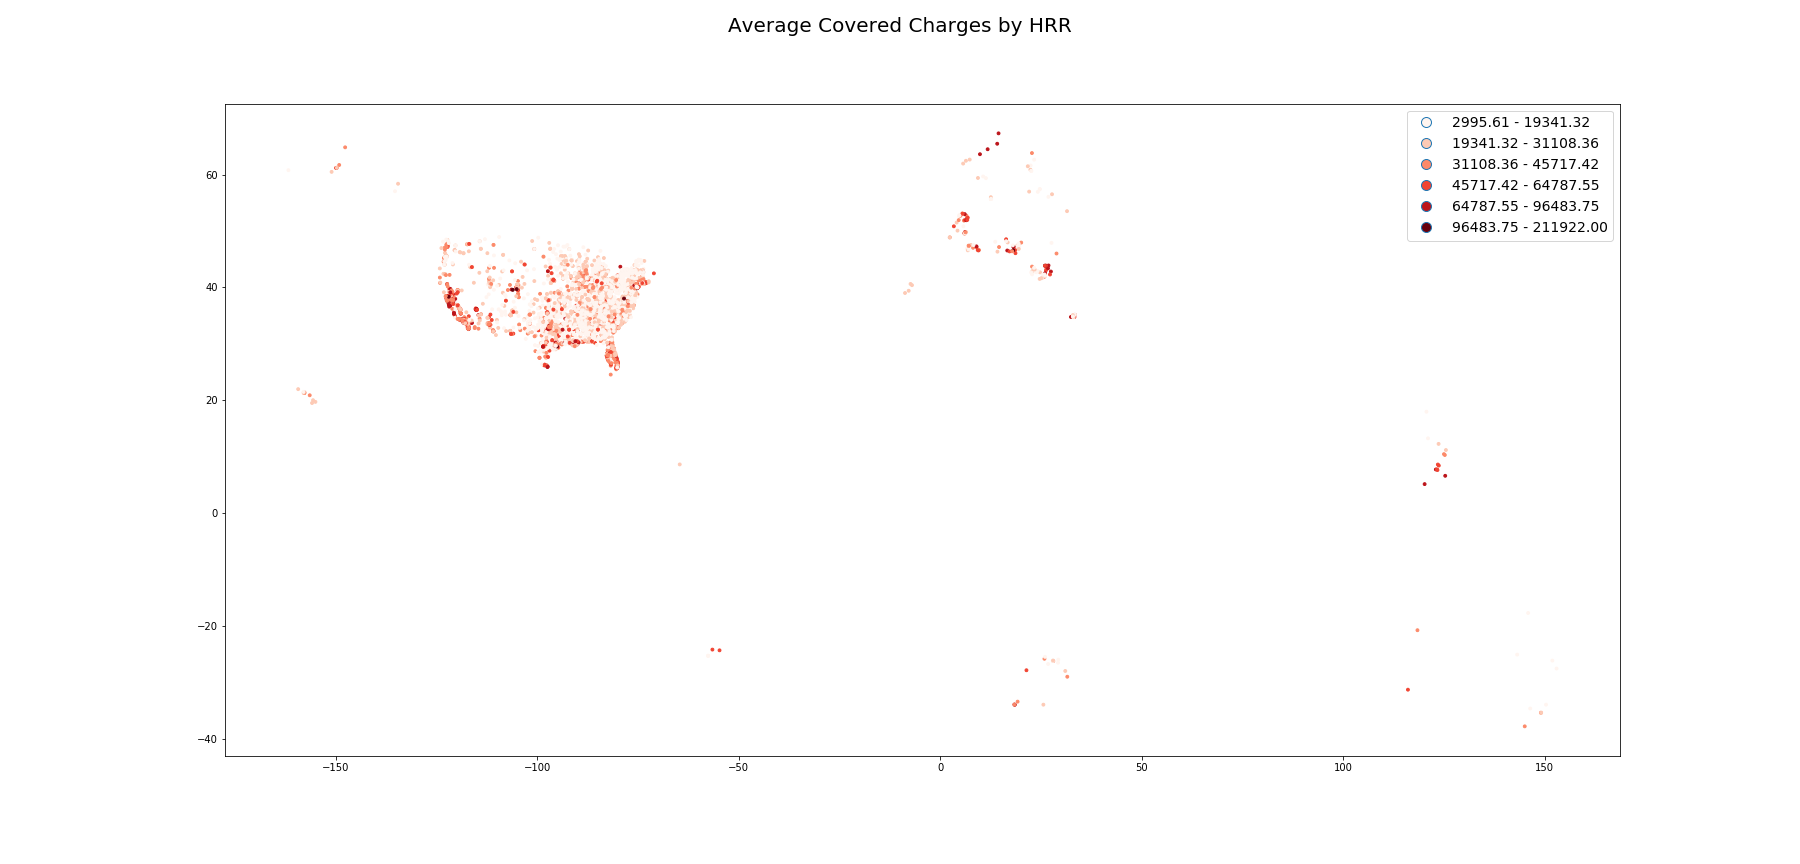 Average Covered Charges by HRR
2995.61 - 19341.32
19341.32 - 31108.36
31108.36 - 45717.42
45717.42 - 64787.55
64787.55 - 96483.75
96483.75 - 211922.00
60
40
20
0
−20
−40
−150 −100 −50 0 50 100 150